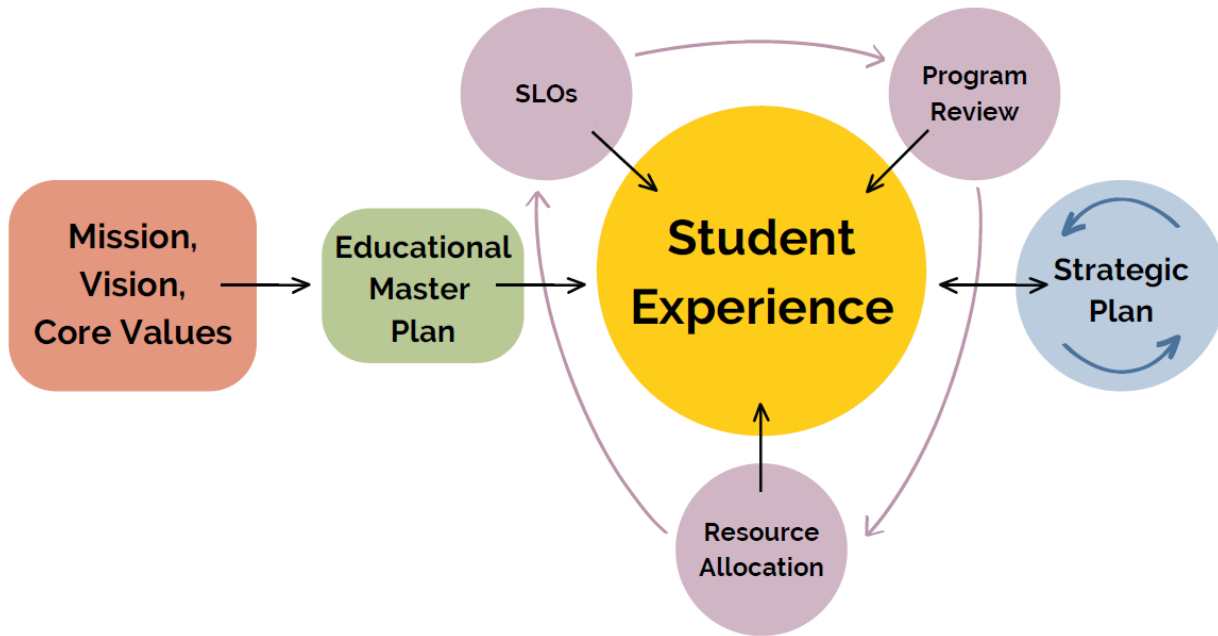 SLOs
Program
Review
Mission,
Vision,
Core Values
Educational
Master
Plan
Student
Experience
Strategic
Plan
Resource
Allocation